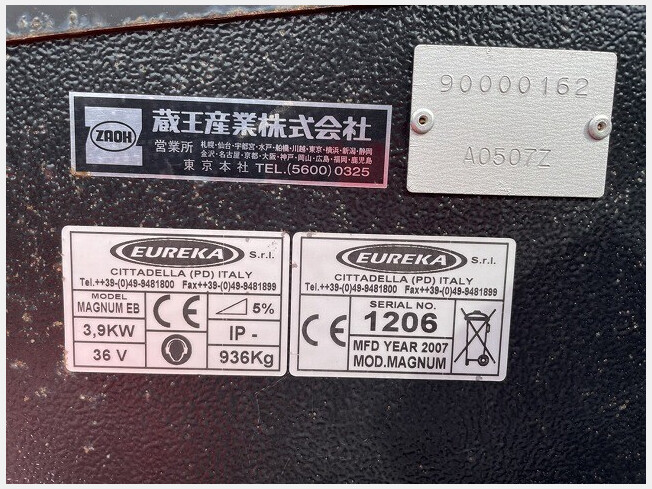 90000162
A0507Z
ZAOH
蔵王産業株式会社
営業所 札幌・仙台・宇都宮・水戸・船橋・川越・東京・横浜・新潟・静岡
金沢・名古屋・京都・大阪・神戸・岡山・広島・福岡・鹿児島
東京本社 TEL.(5600)0325
EUREKA S.r.l.
CITTADELLA (PD) ITALY
Tel.++39-(0)49-9481800 Fax++39-(0)49-9481899
MODEL
MAGNUM EB
CE
5%
3,9KW
IP -
36 V
936Kg
EUREKA S.r.l.
CITTADELLA (PD) ITALY
Tel.++39-(0)49-9481800 Fax++39-(0)49-9481899
CE
SERIAL NO.
1206
MFD YEAR 2007
MOD.MAGNUM